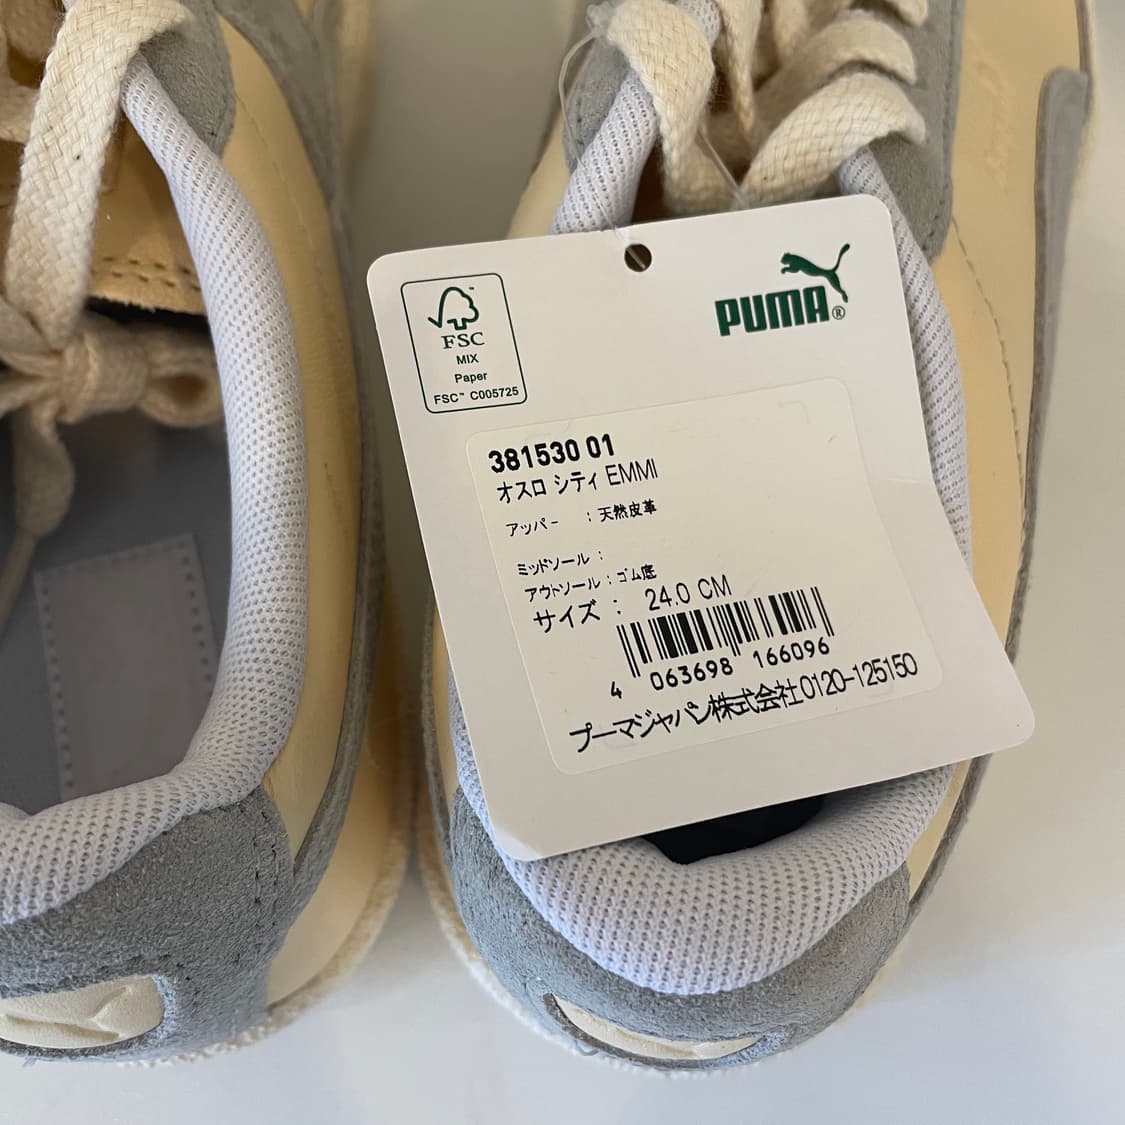 FSC™
MIX
Paper
FSC™ C005725
PUMA®
381530 01
オスロ シティ EMMI
アッパー : 天然皮革
ミッドソール :
アウトソール : ゴム底
サイズ : 24.0 CM
4 063698 166096
プーマジャパン株式会社 0120-125150